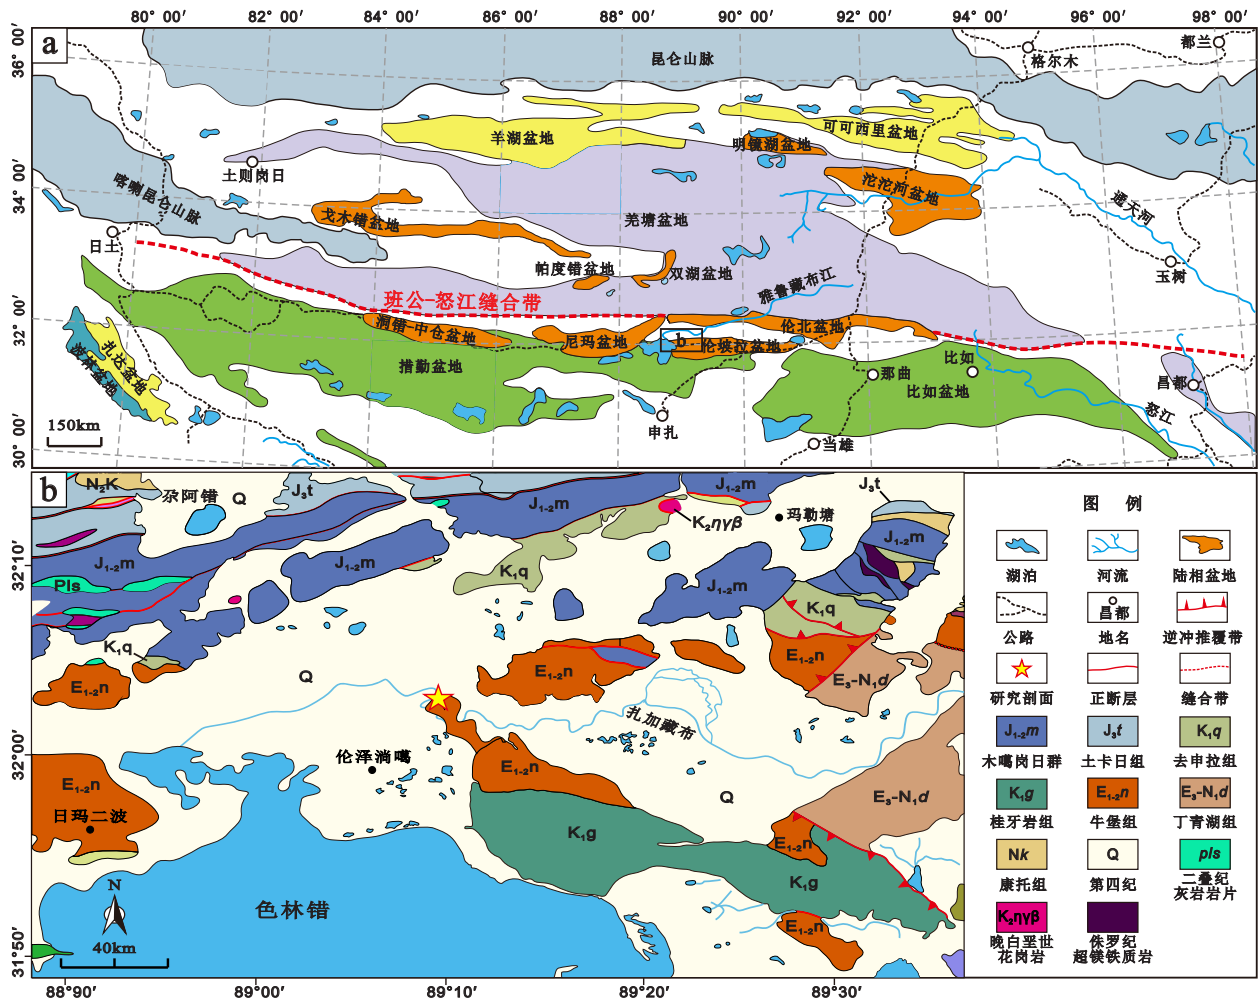 80° 00′ 82° 00′ 84° 00′ 86° 00′ 88° 00′ 90° 00′ 92° 00′ 94° 00′ 96° 00′ 98° 00′
a
36° 00′
34° 00′
32° 00′
30° 00′
昆仑山脉
格尔木
都兰
羊湖盆地
明镜湖盆地
可可西里盆地
土则岗日
喀喇昆仑山脉
戈木错盆地
羌塘盆地
沱沱河盆地
通天河
日土
帕度错盆地
双湖盆地
雅鲁藏布江
玉树
班公-怒江缝合带
洞错-中仓盆地
尼玛盆地
b
伦坡拉盆地
伦北盆地
扎达盆地
措勤盆地
那曲
比如
比如盆地
昌都
怒江
申扎
当雄
150km
b
32°10′
32°00′
31°50′
N₂K
尕阿错
Q
J₃t
J₁₋₂m
J₁₋₂m
J₃t
K₂ηγβ
玛勒塘
J₁₋₂m
J₁₋₂m
J₁₋₂m
Pls
K₁q
J₁₋₂m
K₁q
K₁q
E₁₋₂n
E₁₋₂n
E₁₋₂n
E₃-N₁d
Q
扎加藏布
伦泽淌噶
E₁₋₂n
E₁₋₂n
日玛二波
Q
E₃-N₁d
K₁g
E₁₋₂n
K₁g
E₁₋₂n
色林错
N
40km
88°90′ 89°00′ 89°10′ 89°20′ 89°30′
图 例
湖泊 河流 陆相盆地
昌都
公路 地名 逆冲推覆带
研究剖面 正断层 缝合带
J₁₋₂m J₃t K₁q
木噶岗日群 土卡日组 去申拉组
K₁g E₁₋₂n E₃-N₁d
桂牙岩组 牛堡组 丁青湖组
Nk Q pls
康托组 第四纪 二叠纪
灰岩岩片
K₂ηγβ
晚白垩世 侏罗纪
花岗岩 超镁铁质岩